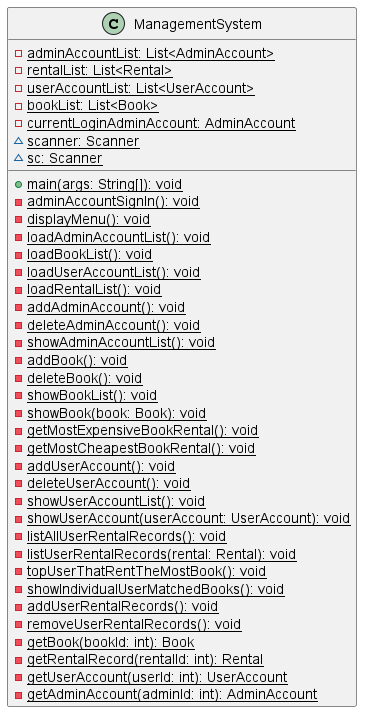 C ManagementSystem
adminAccountList: List<AdminAccount>
rentalList: List<Rental>
userAccountList: List<UserAccount>
bookList: List<Book>
currentLoginAdminAccount: AdminAccount
scanner: Scanner
sc: Scanner
main(args: String[]): void
adminAccountSignIn(): void
displayMenu(): void
loadAdminAccountList(): void
loadBookList(): void
loadUserAccountList(): void
loadRentalList(): void
addAdminAccount(): void
deleteAdminAccount(): void
showAdminAccountList(): void
addBook(): void
deleteBook(): void
showBookList(): void
showBook(book: Book): void
getMostExpensiveBookRental(): void
getMostCheapestBookRental(): void
addUserAccount(): void
deleteUserAccount(): void
showUserAccountList(): void
showUserAccount(userAccount: UserAccount): void
listAllUserRentalRecords(): void
listUserRentalRecords(rental: Rental): void
topUserThatRentTheMostBook(): void
showIndividualUserMatchedBooks(): void
addUserRentalRecords(): void
removeUserRentalRecords(): void
getBook(bookId: int): Book
getRentalRecord(rentalId: int): Rental
getUserAccount(userId: int): UserAccount
getAdminAccount(adminId: int): AdminAccount